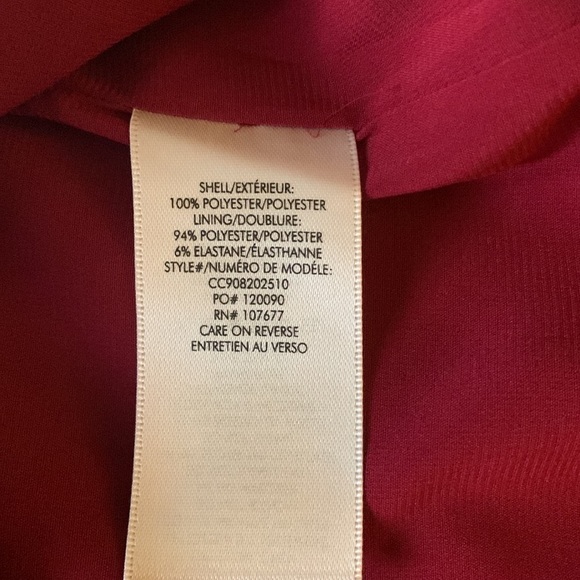 SHELL/EXTÉRIEUR:
100% POLYESTER/POLYESTER
LINING/DOUBLURE:
94% POLYESTER/POLYESTER
6% ELASTANE/ÉLASTHANNE
STYLE#/NUMÉRO DE MODÉLE:
CC908202510
PO# 120090
RN# 107677
CARE ON REVERSE
ENTRETIEN AU VERSO